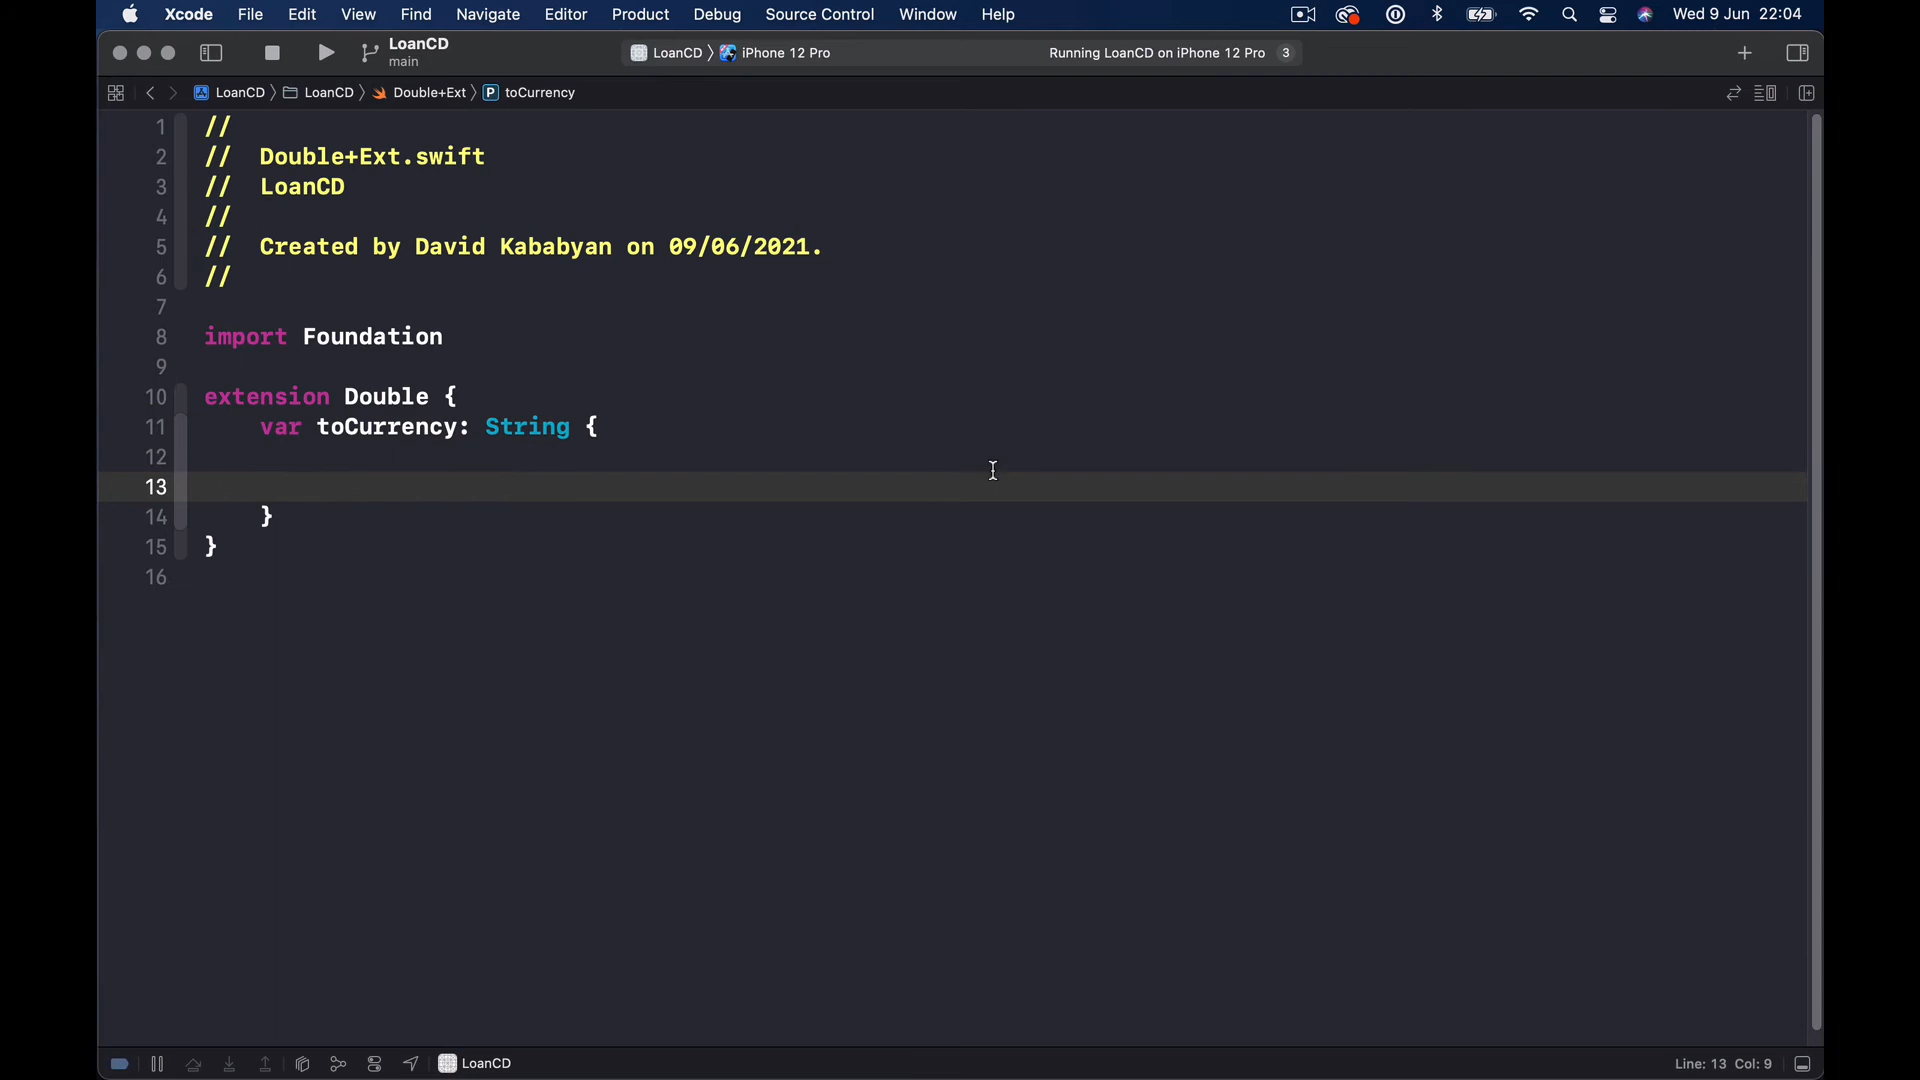 Xcode File Edit View Find Navigate Editor Product Debug Source Control Window Help Wed 9 Jun 22:04
LoanCD
main
LoanCD 〉 iPhone 12 Pro
Running LoanCD on iPhone 12 Pro 3
LoanCD 〉 LoanCD 〉 Double+Ext 〉 P toCurrency
1 //
2 //  Double+Ext.swift
3 //  LoanCD
4 //
5 //  Created by David Kababyan on 09/06/2021.
6 //
7
8 import Foundation
9
10 extension Double {
11     var toCurrency: String {
12
13
14     }
15 }
16
LoanCD
Line: 13 Col: 9